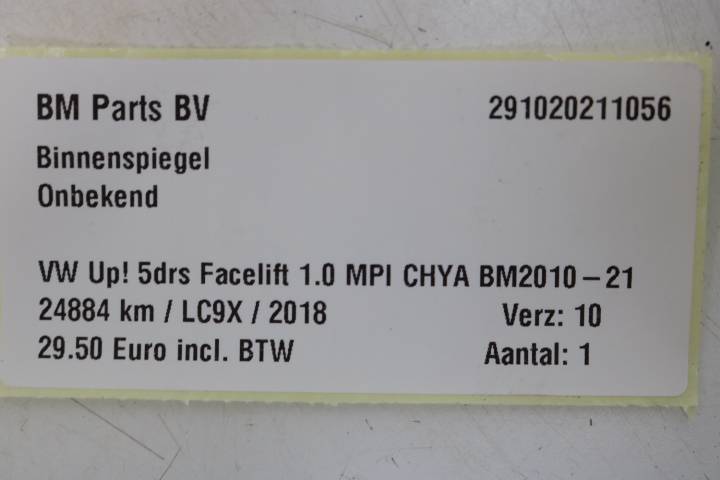 BM Parts BV 291020211056
Binnenspiegel
Onbekend
VW Up! 5drs Facelift 1.0 MPI CHYA BM2010-21
24884 km / LC9X / 2018 Verz: 10
29.50 Euro incl. BTW Aantal: 1